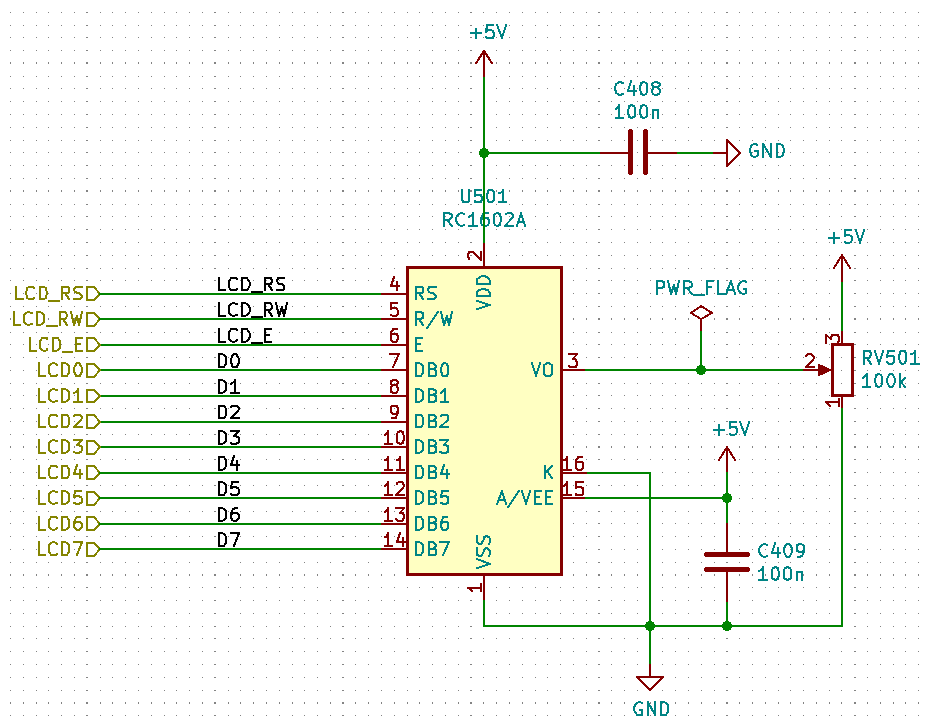 +5V
C408
100n
GND
U501
RC1602A
+5V
PWR_FLAG
2
VDD
LCD_RS
LCD_RS
4
RS
LCD_RW
LCD_RW
5
R/W
LCD_E
LCD_E
6
E
LCD0
D0
7
DB0
VO
3
2
3
1
RV501
100k
LCD1
D1
8
DB1
LCD2
D2
9
DB2
LCD3
D3
10
DB3
+5V
LCD4
D4
11
DB4
K
16
LCD5
D5
12
DB5
A/VEE
15
LCD6
D6
13
DB6
LCD7
D7
14
DB7
VSS
1
C409
100n
GND